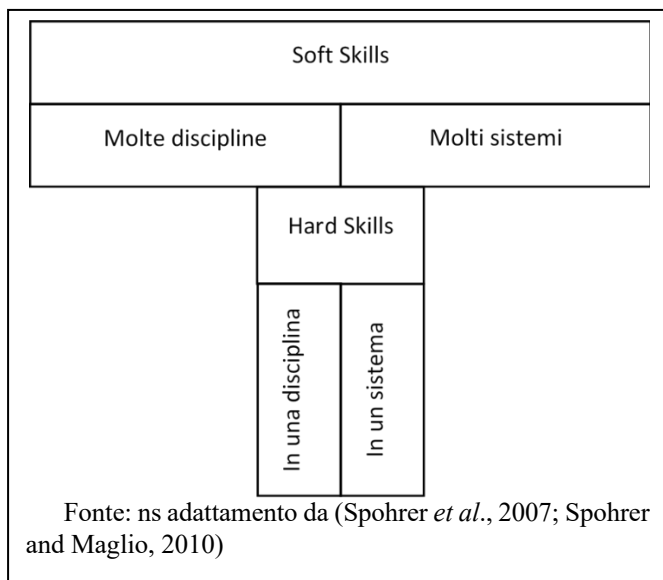 Soft Skills
Molte discipline
Molti sistemi
Hard Skills
In una disciplina
In un sistema
Fonte: ns adattamento da (Spohrer et al., 2007; Spohrer
and Maglio, 2010)